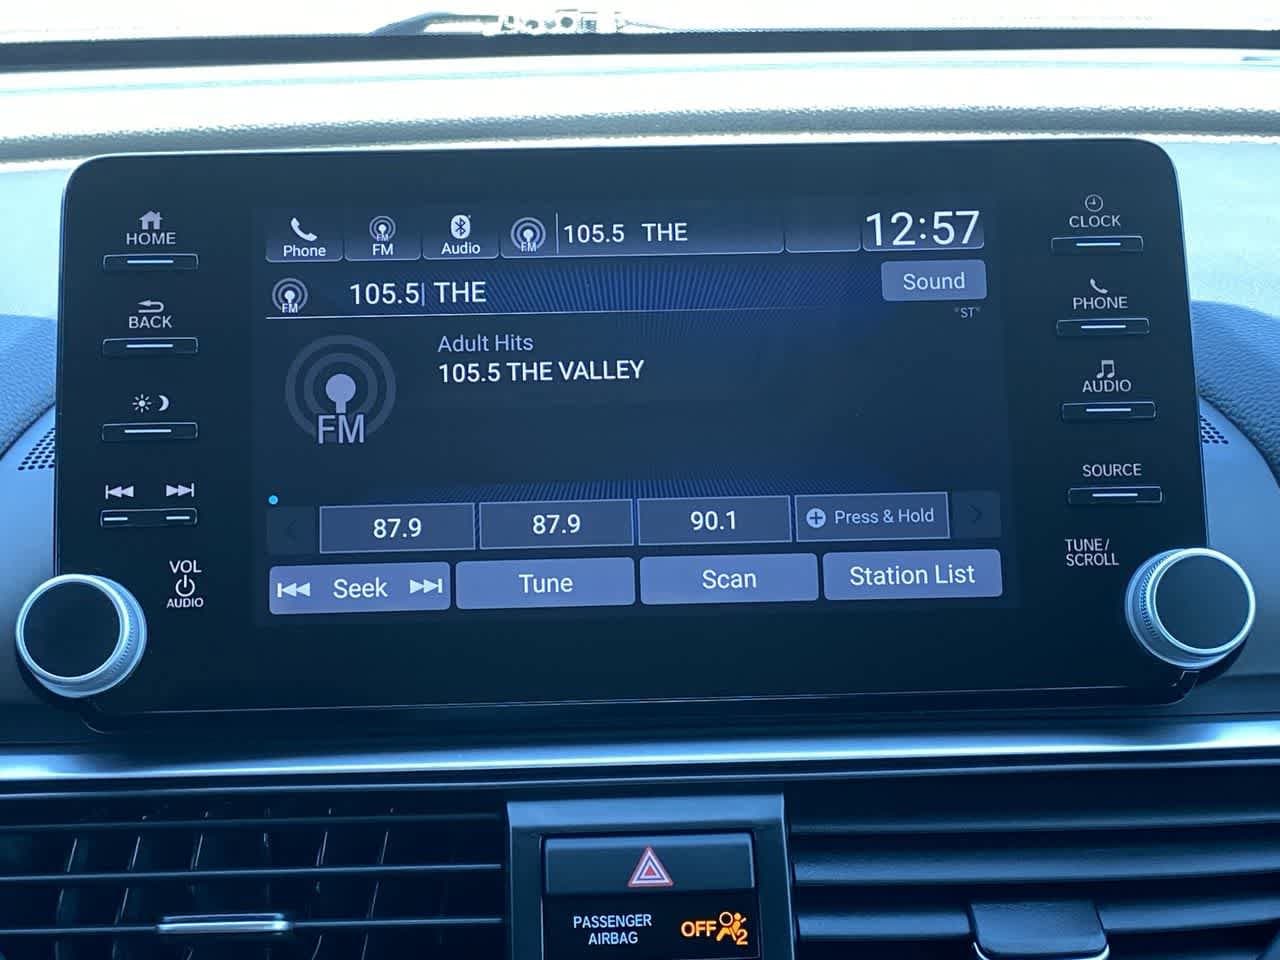 HOME
BACK
VOL
AUDIO
Phone
FM
Audio
FM 105.5 THE
12:57
FM 105.5 THE
Sound
"ST"
Adult Hits
105.5 THE VALLEY
FM
87.9
87.9
90.1
Press & Hold
Seek
Tune
Scan
Station List
CLOCK
PHONE
AUDIO
SOURCE
TUNE/
SCROLL
PASSENGER
AIRBAG
OFF 2